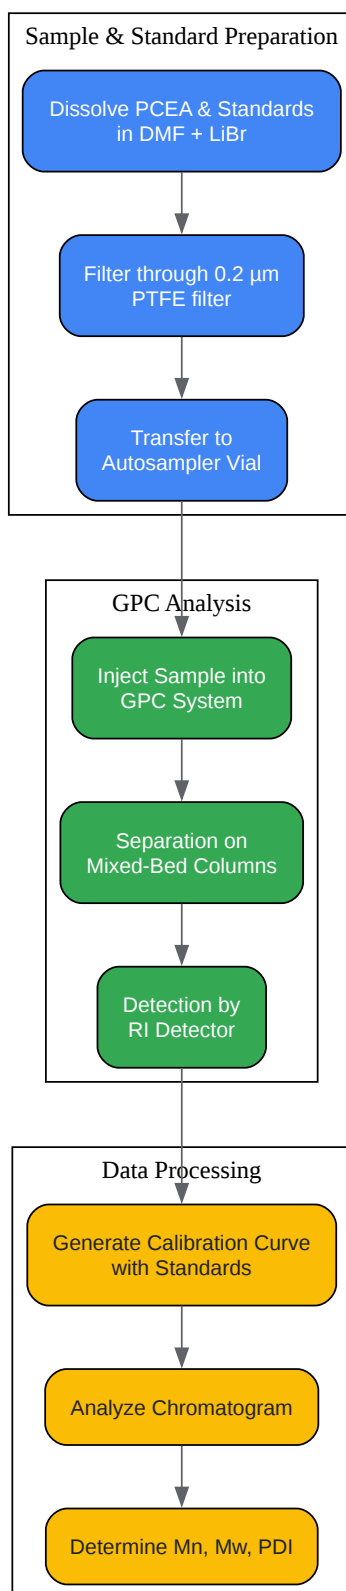 Sample & Standard Preparation
Dissolve PCEA & Standards
in DMF + LiBr
Filter through 0.2 µm
PTFE filter
Transfer to
Autosampler Vial
GPC Analysis
Inject Sample into
GPC System
Separation on
Mixed-Bed Columns
Detection by
RI Detector
Data Processing
Generate Calibration Curve
with Standards
Analyze Chromatogram
Determine Mn, Mw, PDI